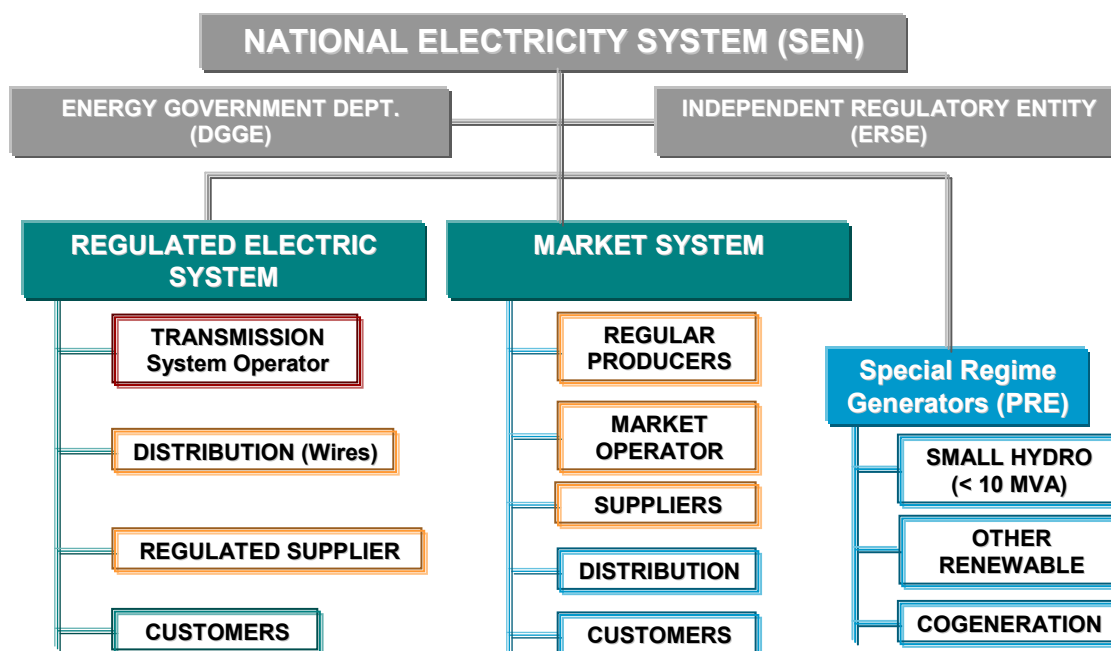 NATIONAL ELECTRICITY SYSTEM (SEN)
ENERGY GOVERNMENT DEPT.
(DGGE)
INDEPENDENT REGULATORY ENTITY
(ERSE)
REGULATED ELECTRIC
SYSTEM
TRANSMISSION
System Operator
DISTRIBUTION (Wires)
REGULATED SUPPLIER
CUSTOMERS
MARKET SYSTEM
REGULAR
PRODUCERS
MARKET
OPERATOR
SUPPLIERS
DISTRIBUTION
CUSTOMERS
Special Regime
Generators (PRE)
SMALL HYDRO
(< 10 MVA)
OTHER
RENEWABLE
COGENERATION